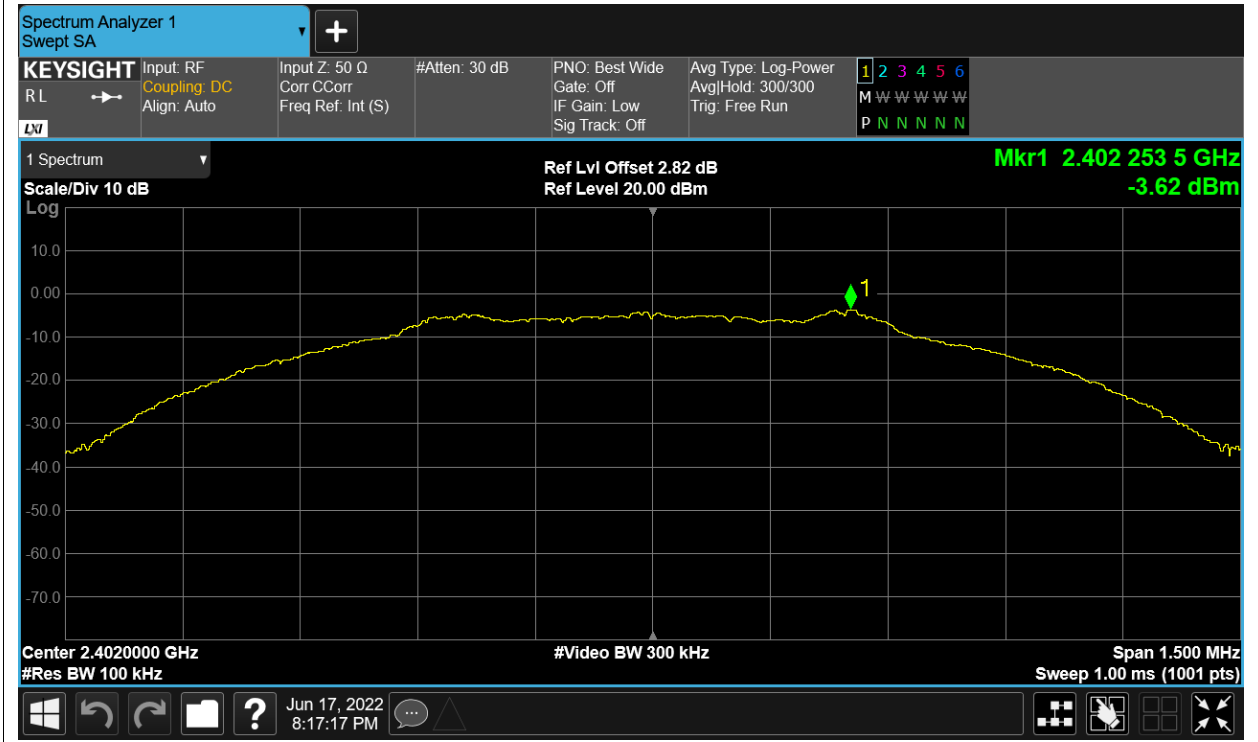 Spectrum Analyzer 1
Swept SA
KEYSIGHT
R L
LXI
Input: RF
Coupling: DC
Align: Auto
Input Z: 50 Ω
Corr CCorr
Freq Ref: Int (S)
#Atten: 30 dB
PNO: Best Wide
Gate: Off
IF Gain: Low
Sig Track: Off
Avg Type: Log-Power
Avg|Hold: 300/300
Trig: Free Run
1 2 3 4 5 6
M W W W W W W
P N N N N N N
1 Spectrum
Scale/Div 10 dB
Log
Ref Lvl Offset 2.82 dB
Ref Level 20.00 dBm
Mkr1 2.402 253 5 GHz
-3.62 dBm
10.0
0.00
-10.0
-20.0
-30.0
-40.0
-50.0
-60.0
-70.0
1
Center 2.4020000 GHz
#Res BW 100 kHz
#Video BW 300 kHz
Span 1.500 MHz
Sweep 1.00 ms (1001 pts)
?
Jun 17, 2022
8:17:17 PM